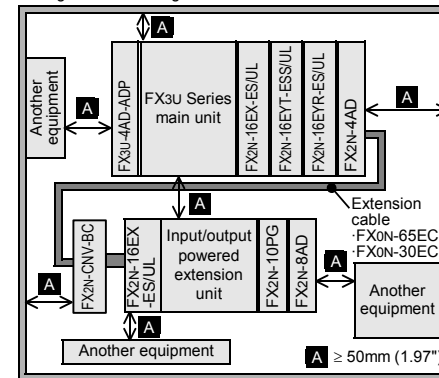 A
Another
equipment
A
FX3U-4AD-ADP
FX3U Series
main unit
FX2N-16EX-ES/UL
FX2N-16EYT-ESS/UL
FX2N-16EYR-ES/UL
FX2N-4AD
A
A
Extension
cable
·FX0N-65EC
·FX0N-30EC
FX2N-CNV-BC
FX2N-16EX
-ES/UL
Input/output
powered
extension
unit
FX2N-10PG
FX2N-8AD
A
A
A
Another
equipment
Another equipment
A ≥ 50mm (1.97")